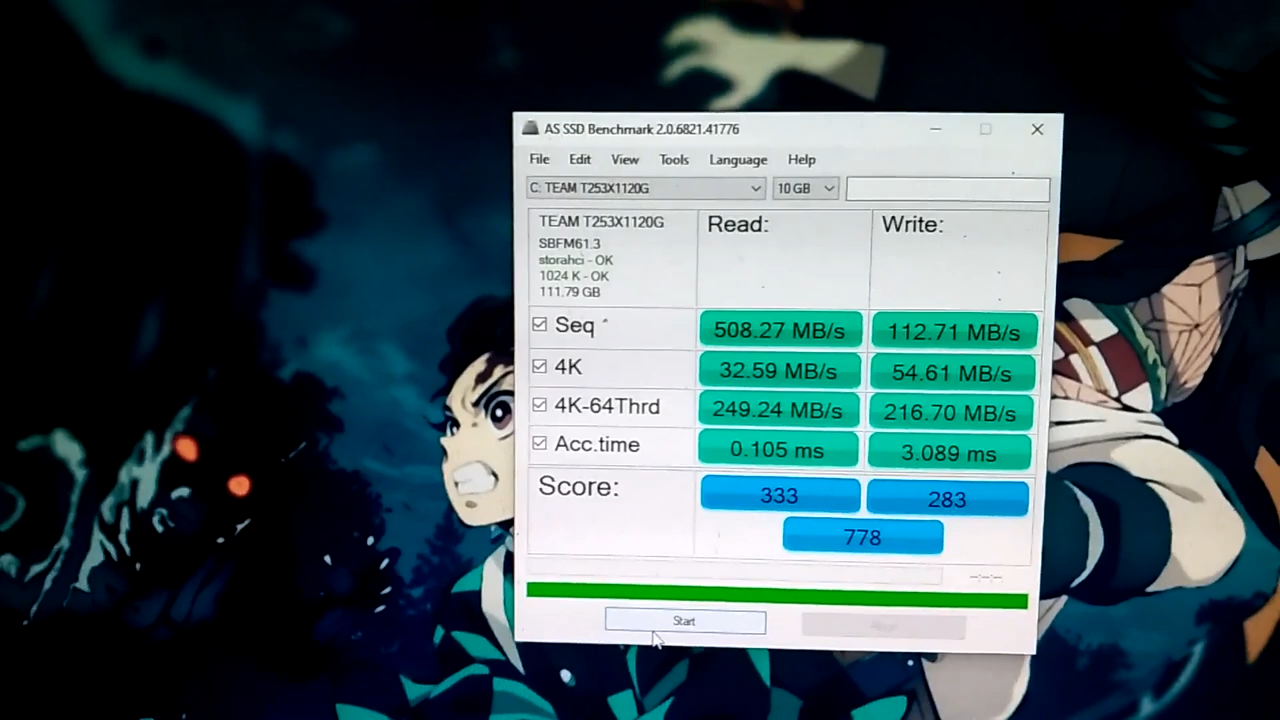 AS SSD Benchmark 2.0.6821.41776
File Edit View Tools Language Help
C: TEAM T253X1120G 10 GB
TEAM T253X1120G
SBFM61.3
storahci - OK
1024 K - OK
111.79 GB
Read: Write:
Seq 508.27 MB/s 112.71 MB/s
4K 32.59 MB/s 54.61 MB/s
4K-64Thrd 249.24 MB/s 216.70 MB/s
Acc.time 0.105 ms 3.089 ms
Score: 333 283
778
-:--:--
Start